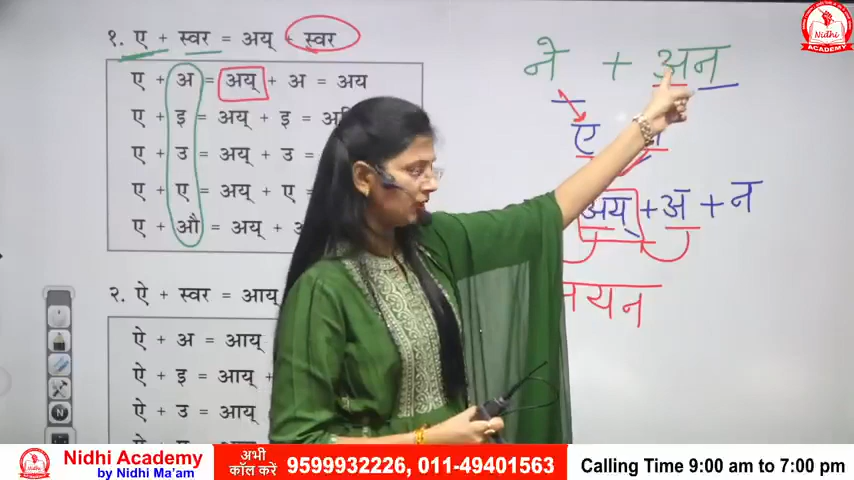 १. ए + स्वर = अय् + स्वर
ए + अ = अय् + अ = अय
ए + इ = अय् + इ =
ए + उ = अय् + उ =
ए + ए = अय् + ए =
ए + औ = अय् +
२. ऐ + स्वर = आय्
ऐ + अ = आय् +
ऐ + इ = आय् +
ऐ + उ = आय्
ने + अन
ए
अय् + अ + न
यन
Nidhi
ACADEMY
N
Nidhi Academy
by Nidhi Ma'am
अभी
कॉल करें
9599932226, 011-49401563
Calling Time 9:00 am to 7:00 pm